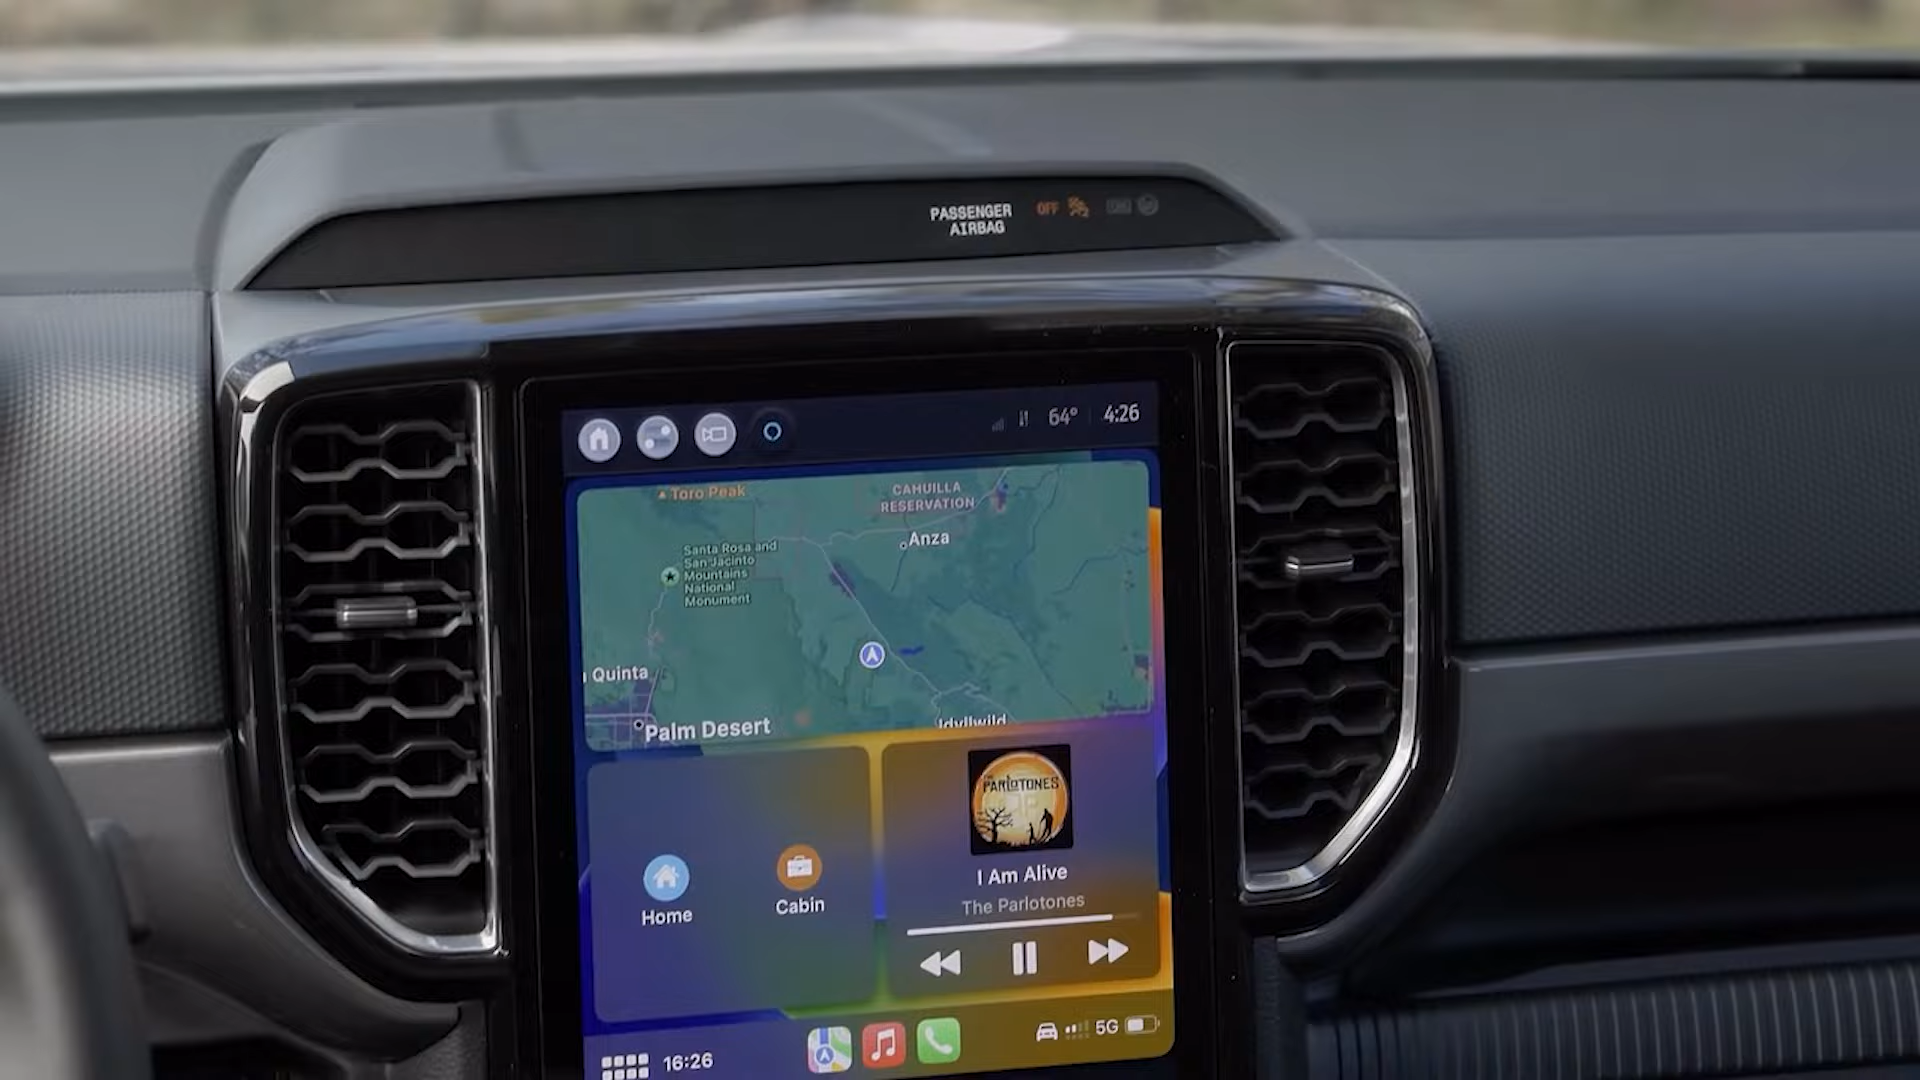 PASSENGER
AIRBAG
OFF
64°
4:26
Toro Peak
CAHUILLA
RESERVATION
Anza
Santa Rosa and
San Jacinto
Mountains
National
Monument
Quinta
Palm Desert
Idyllwild
THE
PARLOTONES
I Am Alive
The Parlotones
Home
Cabin
16:26
5G